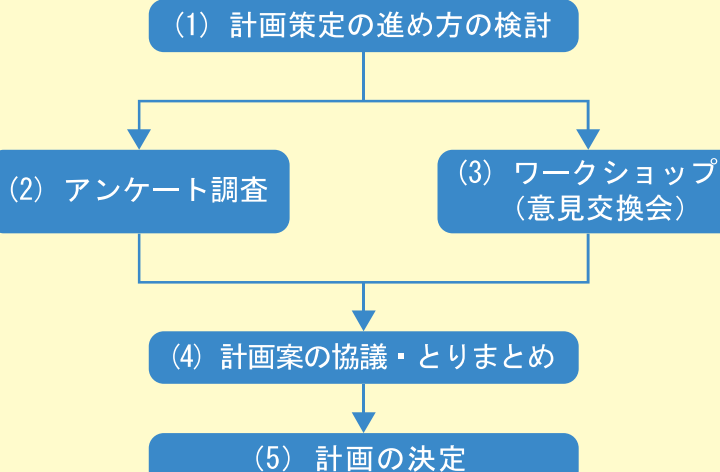 (1) 計画策定の進め方の検討
(2) アンケート調査
(3) ワークショップ
（意見交換会）
(4) 計画案の協議・とりまとめ
(5) 計画の決定